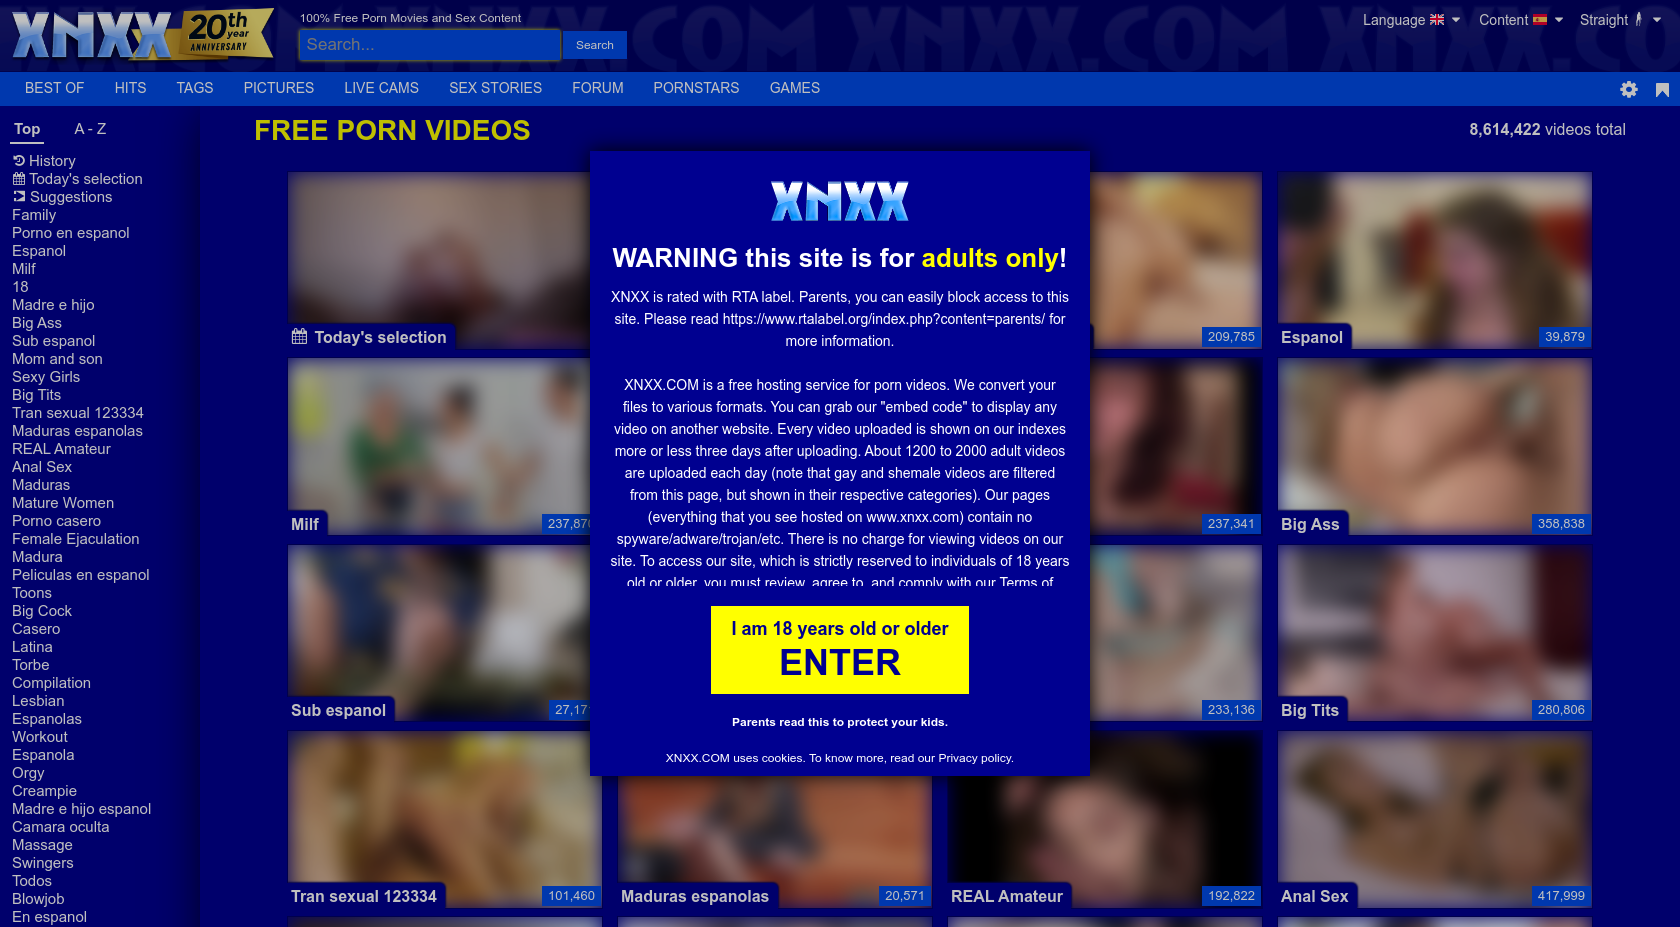 XNXX 20th year ANNIVERSARY
100% Free Porn Movies and Sex Content
Search...
Search
Language
Content
Straight
BEST OF
HITS
TAGS
PICTURES
LIVE CAMS
SEX STORIES
FORUM
PORNSTARS
GAMES
Top
A - Z
History
Today's selection
Suggestions
Family
Porno en espanol
Espanol
Milf
18
Madre e hijo
Big Ass
Sub espanol
Mom and son
Sexy Girls
Big Tits
Tran sexual 123334
Maduras espanolas
REAL Amateur
Anal Sex
Maduras
Mature Women
Porno casero
Female Ejaculation
Madura
Peliculas en espanol
Toons
Big Cock
Casero
Latina
Torbe
Compilation
Lesbian
Espanolas
Workout
Espanola
Orgy
Creampie
Madre e hijo espanol
Camara oculta
Massage
Swingers
Todos
Blowjob
En espanol
FREE PORN VIDEOS
8,614,422 videos total
Today's selection
209,785
Espanol
39,879
Milf
237,870
237,341
Big Ass
358,838
Sub espanol
27,17
233,136
Big Tits
280,806
Tran sexual 123334
101,460
Maduras espanolas
20,571
REAL Amateur
192,822
Anal Sex
417,999
XNXX
WARNING this site is for adults only!
XNXX is rated with RTA label. Parents, you can easily block access to this
site. Please read https://www.rtalabel.org/index.php?content=parents/ for
more information.
XNXX.COM is a free hosting service for porn videos. We convert your
files to various formats. You can grab our "embed code" to display any
video on another website. Every video uploaded is shown on our indexes
more or less three days after uploading. About 1200 to 2000 adult videos
are uploaded each day (note that gay and shemale videos are filtered
from this page, but shown in their respective categories). Our pages
(everything that you see hosted on www.xnxx.com) contain no
spyware/adware/trojan/etc. There is no charge for viewing videos on our
site. To access our site, which is strictly reserved to individuals of 18 years
old or older, you must review, agree to, and comply with our Terms of
I am 18 years old or older
ENTER
Parents read this to protect your kids.
XNXX.COM uses cookies. To know more, read our Privacy policy.